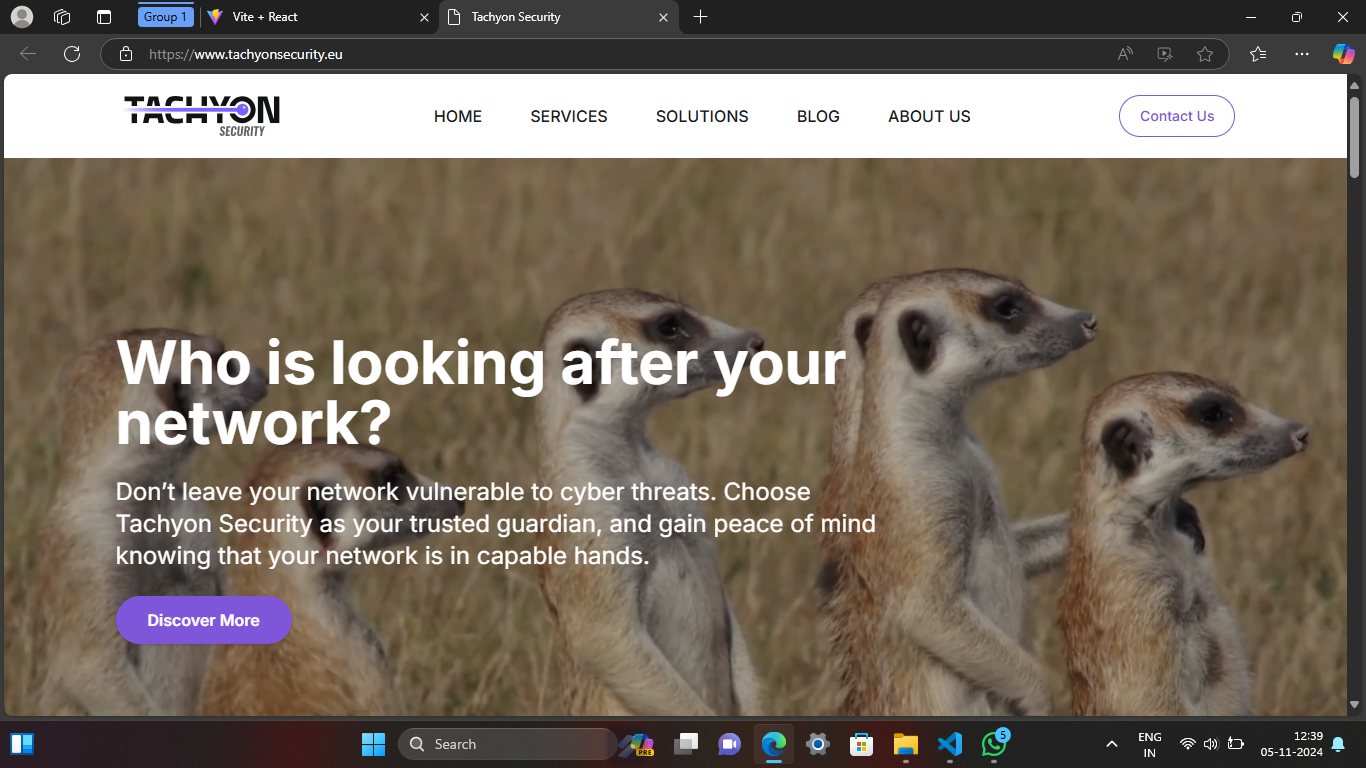 Group 1
Vite + React
Tachyon Security
https://www.tachyonsecurity.eu
TACHYON
SECURITY
HOME
SERVICES
SOLUTIONS
BLOG
ABOUT US
Contact Us
Who is looking after your
network?
Don’t leave your network vulnerable to cyber threats. Choose
Tachyon Security as your trusted guardian, and gain peace of mind
knowing that your network is in capable hands.
Discover More
Search
PRE
5
ENG
IN
12:39
05-11-2024